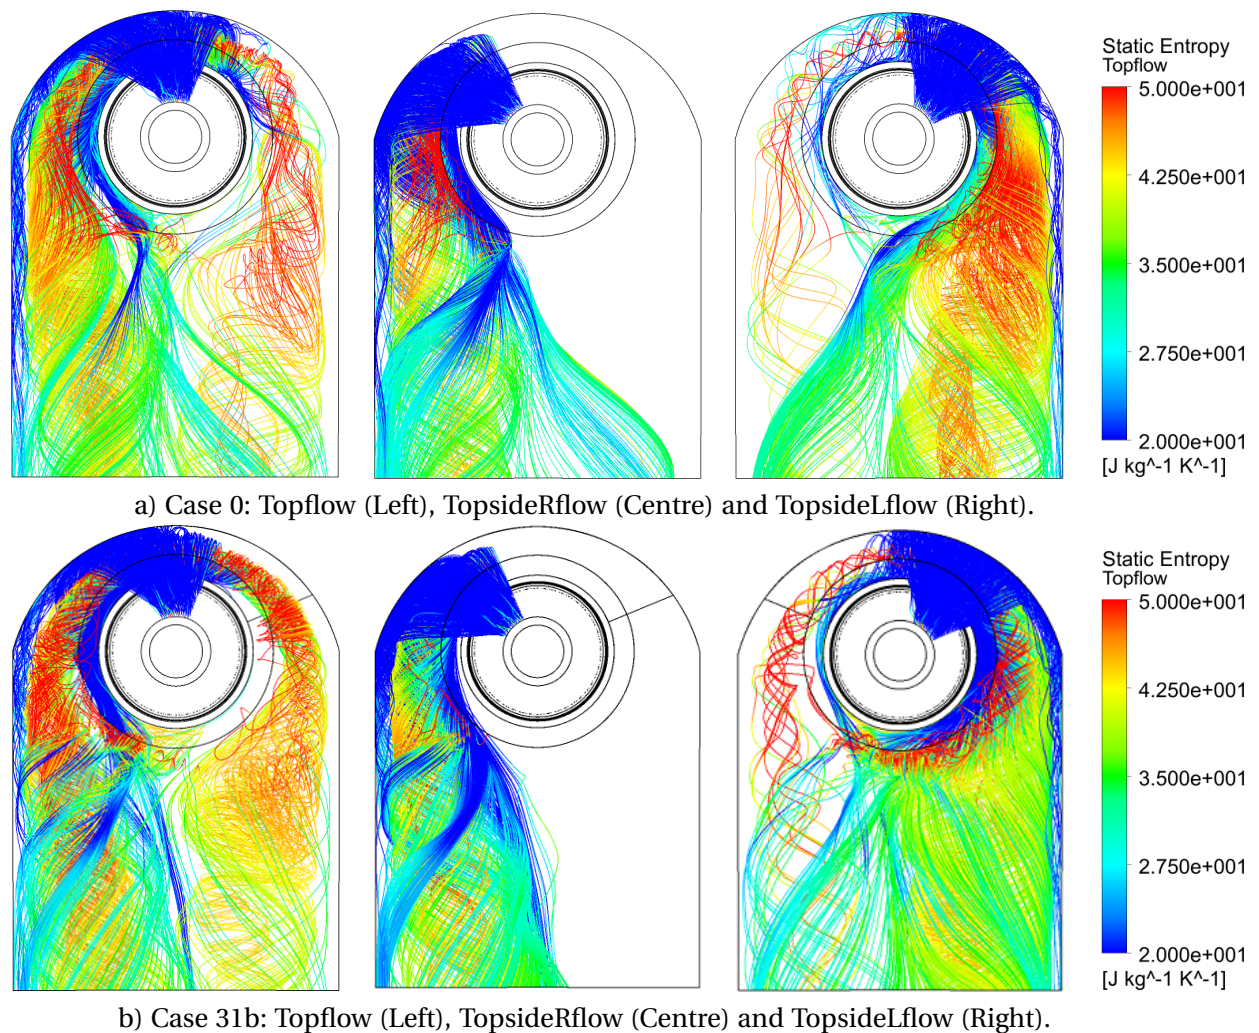 Static Entropy
Topflow
5.000e+001
4.250e+001
3.500e+001
2.750e+001
2.000e+001
[J kg^-1 K^-1]
a) Case 0: Topflow (Left), TopsideRflow (Centre) and TopsideLflow (Right).
Static Entropy
Topflow
5.000e+001
4.250e+001
3.500e+001
2.750e+001
2.000e+001
[J kg^-1 K^-1]
b) Case 31b: Topflow (Left), TopsideRflow (Centre) and TopsideLflow (Right).